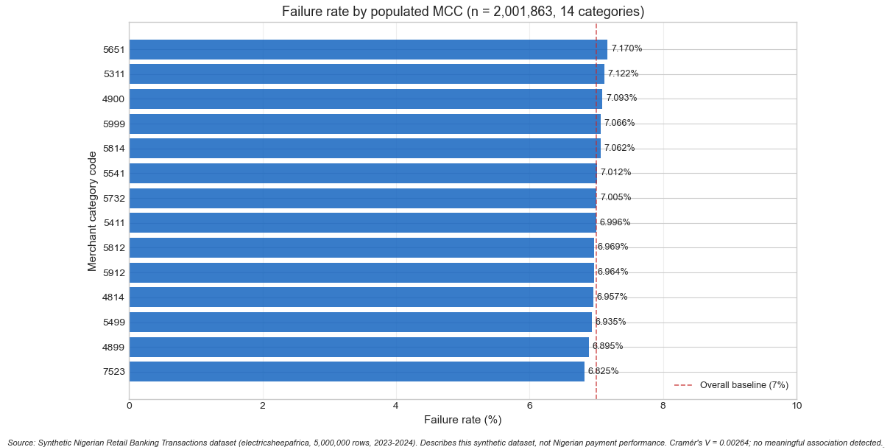 Failure rate by populated MCC (n = 2,001,863, 14 categories)
Merchant category code
5651 7.170%
5311 7.122%
4900 7.093%
5999 7.066%
5814 7.062%
5541 7.012%
5732 7.005%
5411 6.996%
5812 6.969%
5912 6.964%
4814 6.957%
5499 6.935%
4899 6.895%
7523 6.825%
Overall baseline (7%)
0 2 4 6 8 10
Failure rate (%)
Source: Synthetic Nigerian Retail Banking Transactions dataset (electricsheepafrica, 5,000,000 rows, 2023-2024). Describes this synthetic dataset, not Nigerian payment performance. Cramér's V = 0.00264; no meaningful association detected.